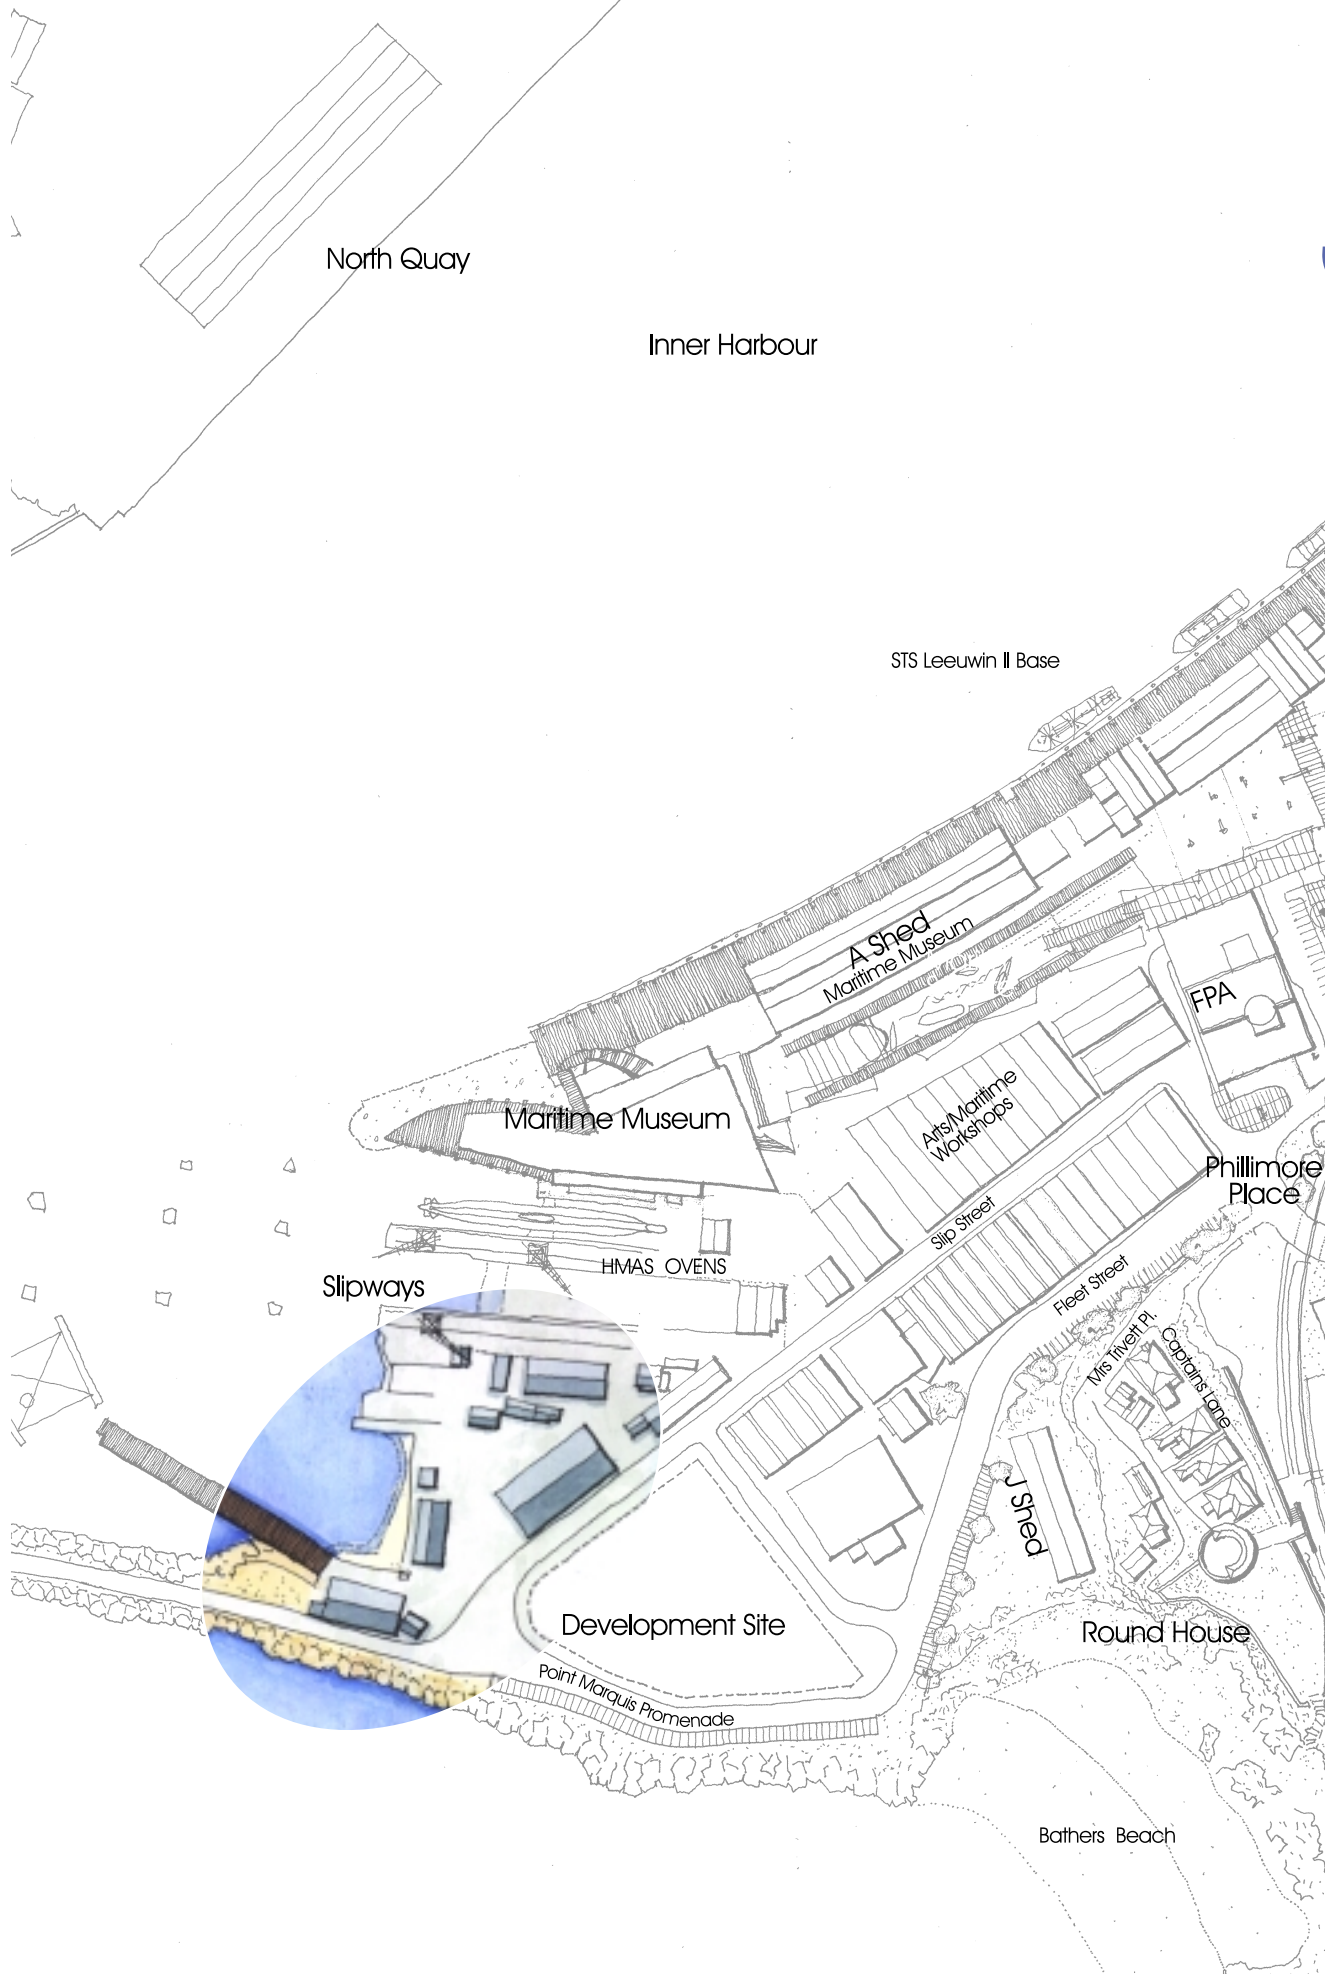 North Quay
Inner Harbour
STS Leeuwin II Base
A Shed
Maritime Museum
FPA
Arts/Maritime
Workshops
Maritime Museum
Phillimore
Place
Slip Street
HMAS OVENS
Slipways
Fleet Street
Mrs Trivett Pl.
Captains Lane
J Shed
Development Site
Round House
Point Marquis Promenade
Bathers Beach